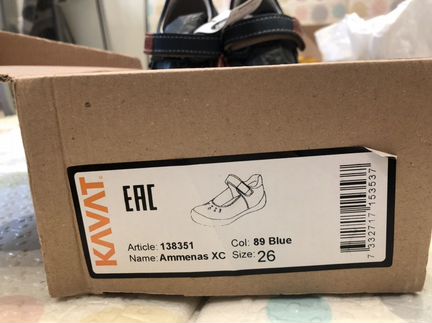 KAVAT.
EAC
Article: 138351 Col: 89 Blue
Name: Ammenas XC Size: 26
7 332717 153537